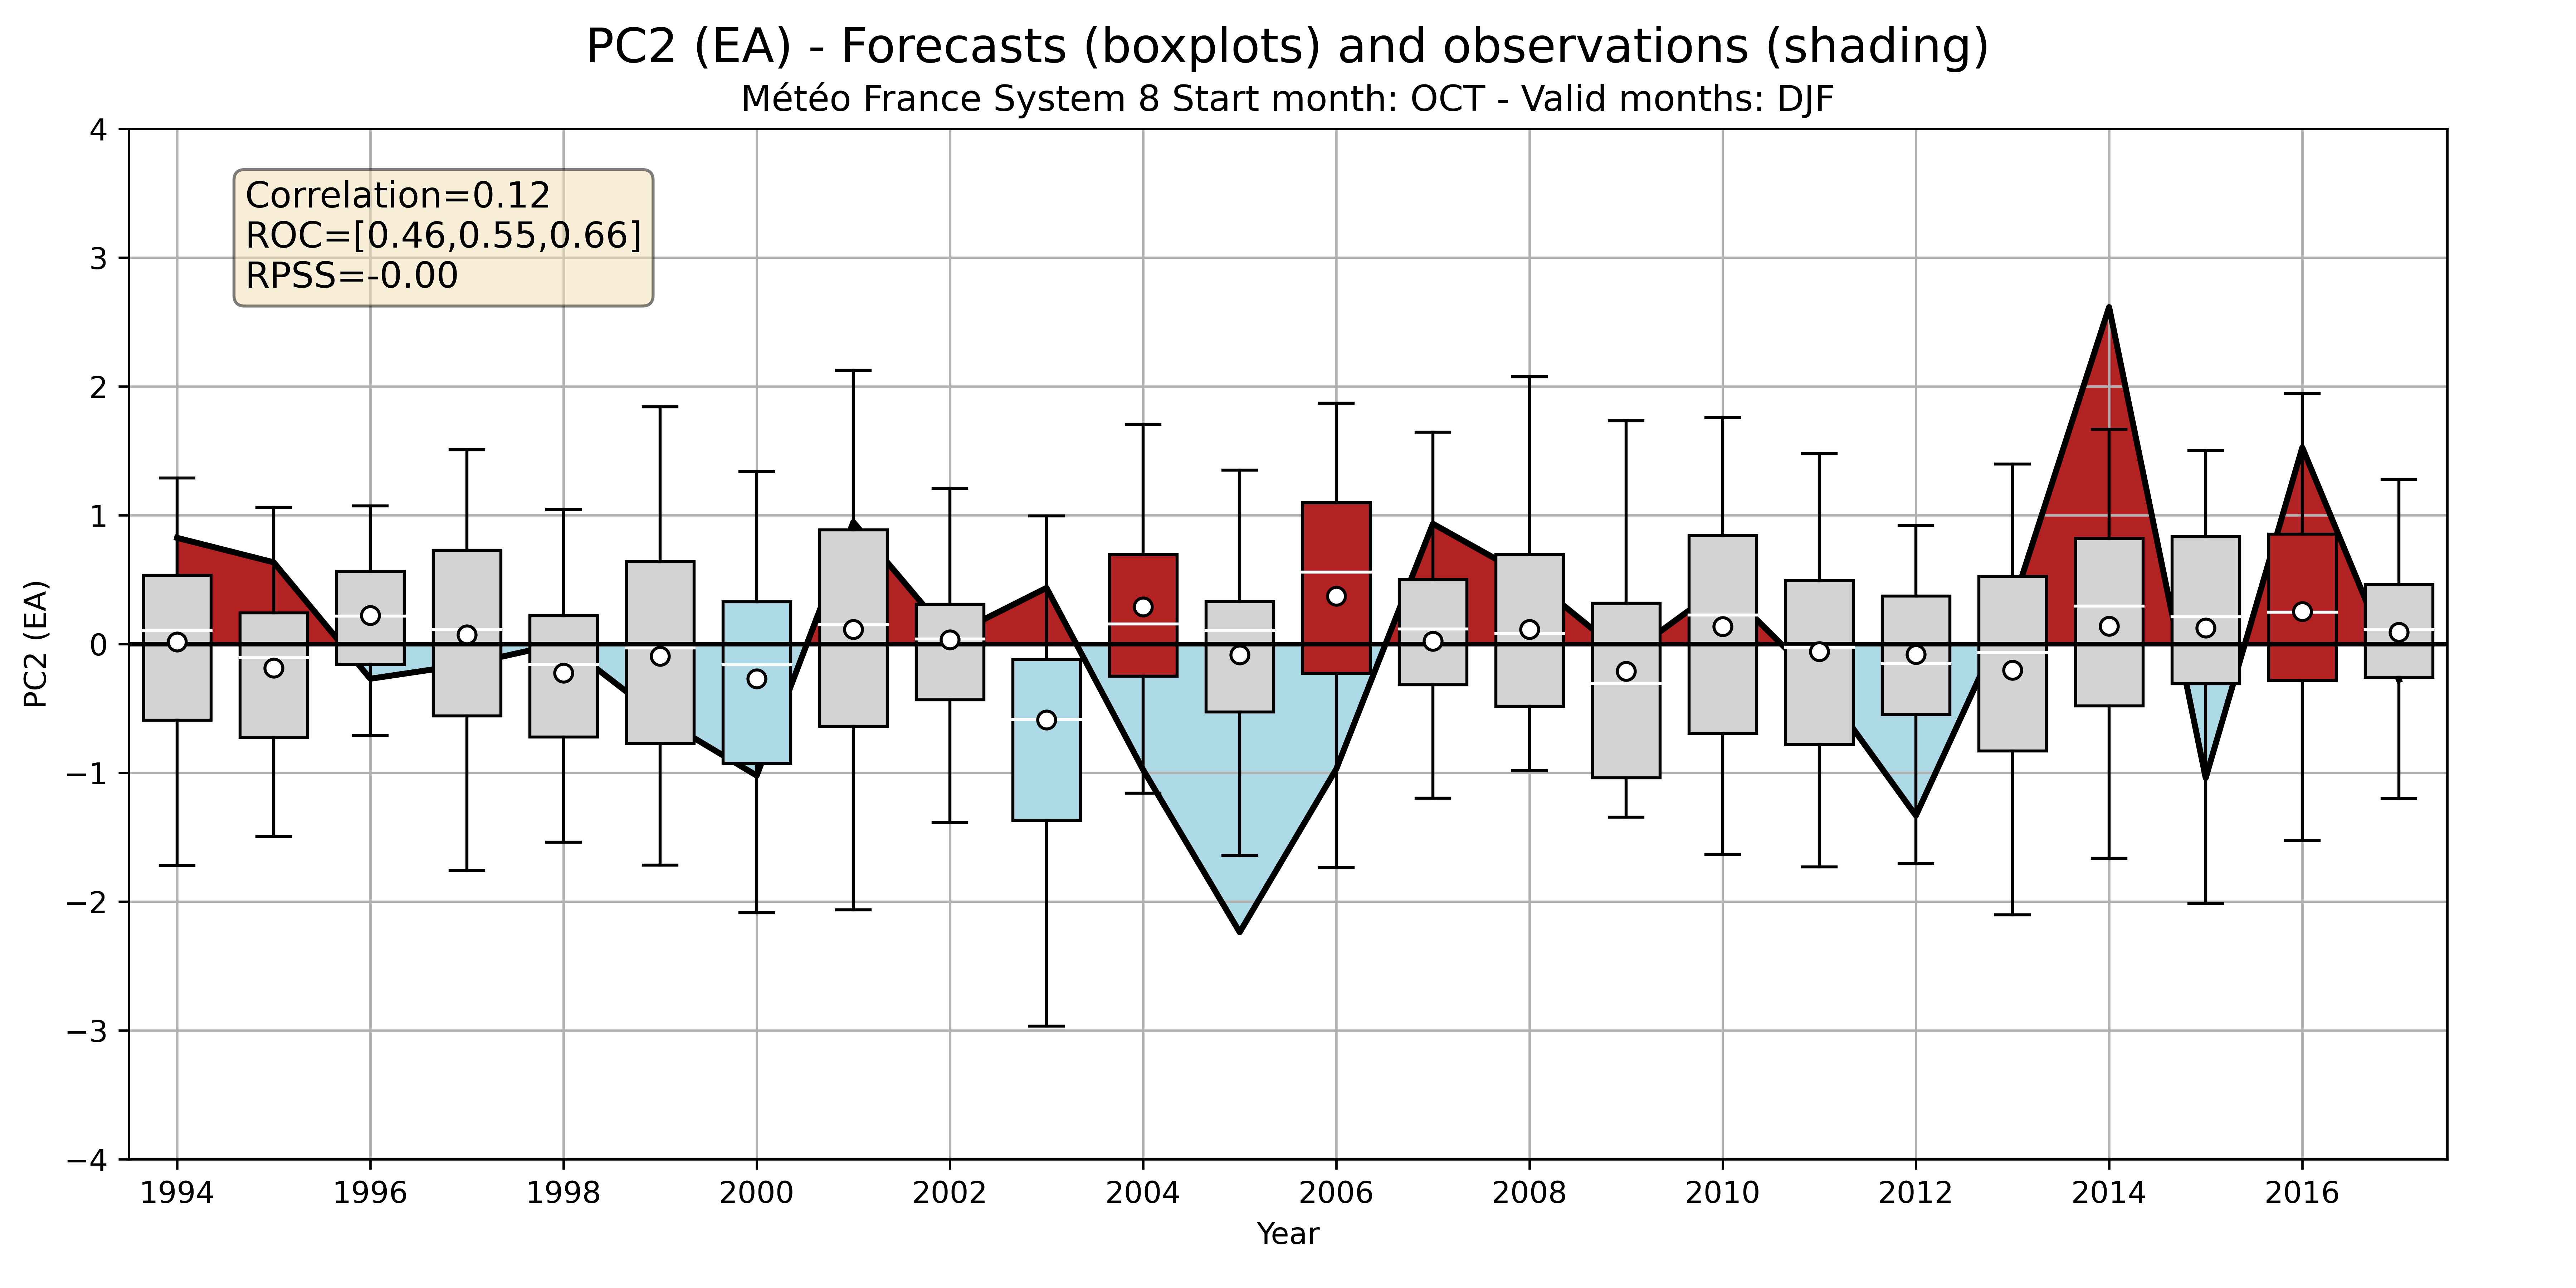 PC2 (EA) - Forecasts (boxplots) and observations (shading)
Météo France System 8 Start month: OCT - Valid months: DJF
Correlation=0.12
ROC=[0.46,0.55,0.66]
RPSS=-0.00
PC2 (EA)
4
3
2
1
0
−1
−2
−3
−4
1994 1996 1998 2000 2002 2004 2006 2008 2010 2012 2014 2016
Year